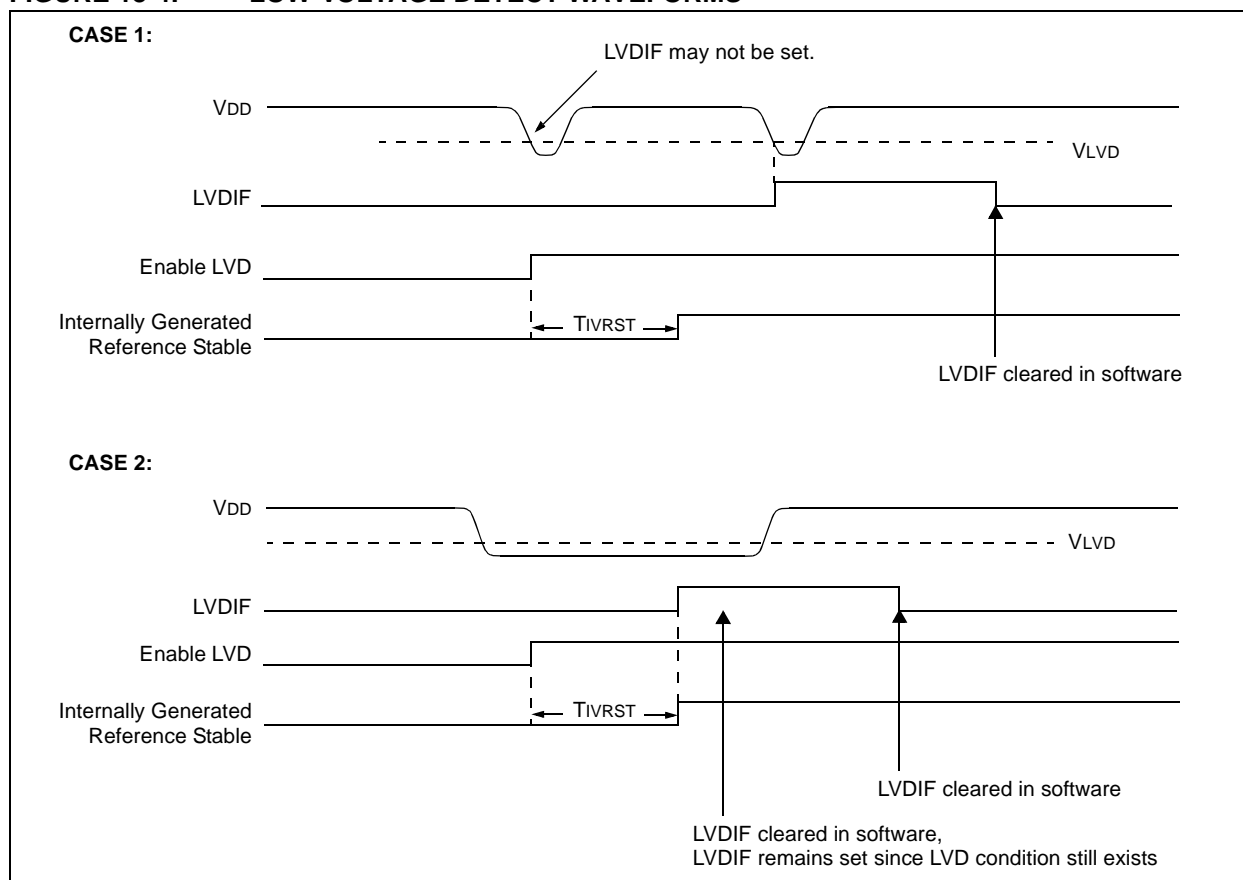 CASE 1:
LVDIF may not be set.
VDD
VLVD
LVDIF
Enable LVD
Internally Generated
Reference Stable
TIVRST
LVDIF cleared in software
CASE 2:
VDD
VLVD
LVDIF
Enable LVD
Internally Generated
Reference Stable
TIVRST
LVDIF cleared in software
LVDIF cleared in software,
LVDIF remains set since LVD condition still exists